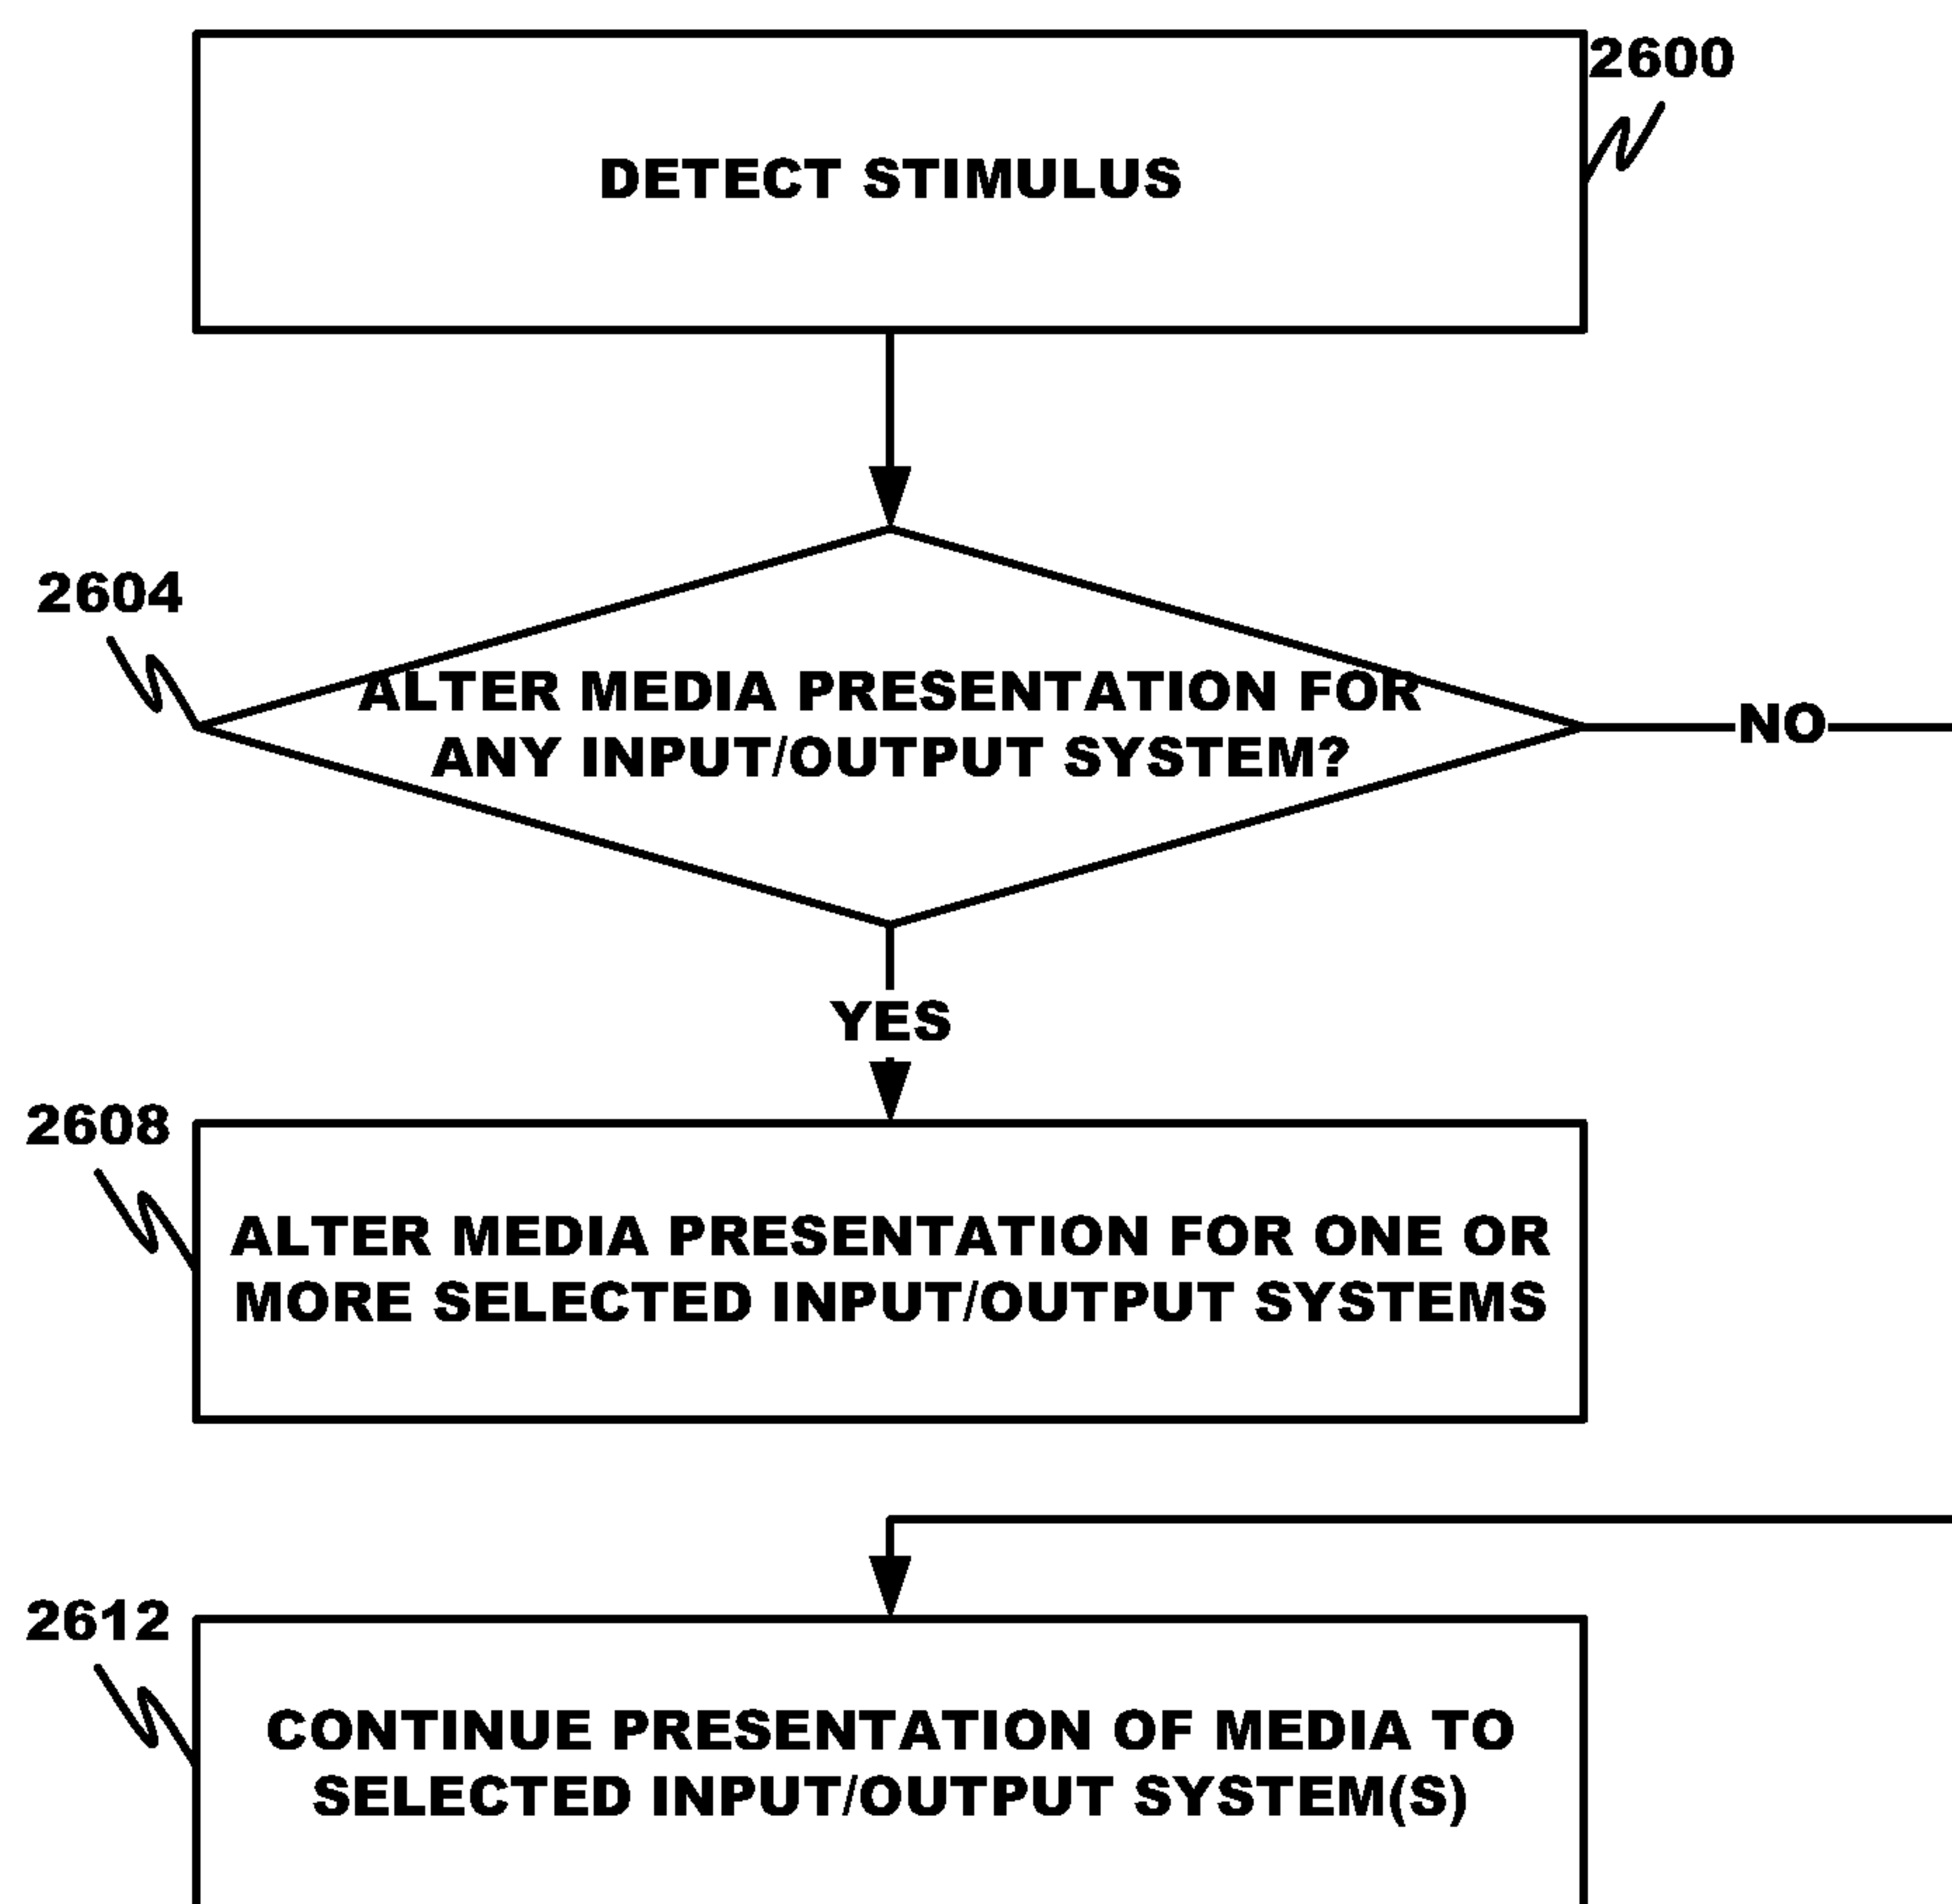 2600
DETECT STIMULUS
2604
ALTER MEDIA PRESENTATION FOR
ANY INPUT/OUTPUT SYSTEM?
NO
YES
2608
ALTER MEDIA PRESENTATION FOR ONE OR
MORE SELECTED INPUT/OUTPUT SYSTEMS
2612
CONTINUE PRESENTATION OF MEDIA TO
SELECTED INPUT/OUTPUT SYSTEM(S)